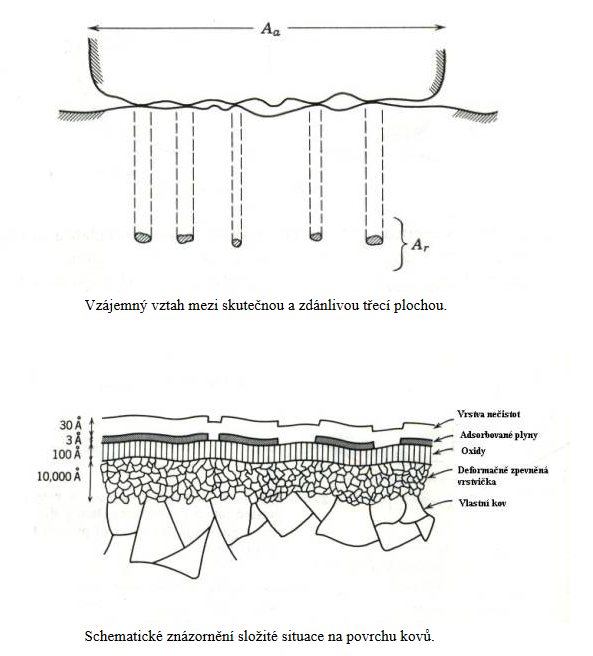 Aa
Ar
Vzájemný vztah mezi skutečnou a zdánlivou třecí plochou.
30 Å
3 Å
100 Å
10,000 Å
Vrstva nečistot
Adsorbované plyny
Oxidy
Deformačně zpevněná
vrstvička
Vlastní kov
Schematické znázornění složité situace na povrchu kovů.